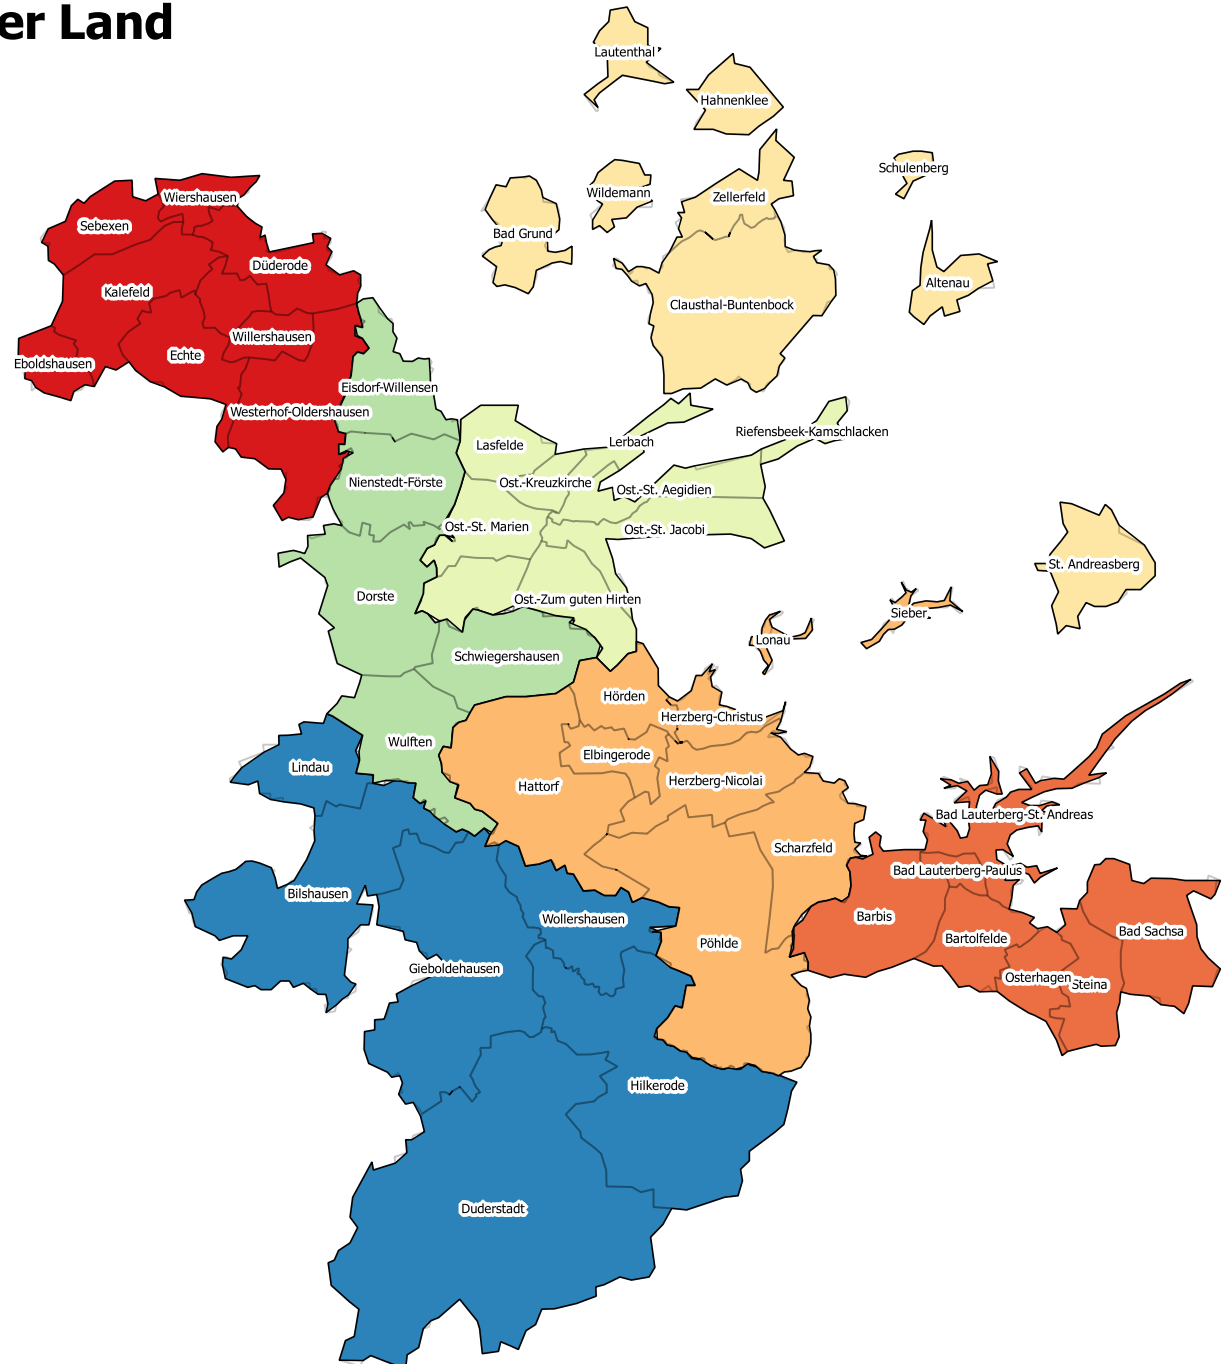 er Land
Lautenthal
Hahnenklee
Schulenberg
Wildemann
Zellerfeld
Wiershausen
Sebexen
Bad Grund
Düderode
Altenau
Kalefeld
Clausthal-Buntenbock
Willershausen
Echte
Eboldshausen
Eisdorf-Willensen
Westerhof-Oldershausen
Riefensbeek-Kamschlacken
Lerbach
Lasfelde
Nienstedt-Förste
Ost.-Kreuzkirche
Ost.-St. Aegidien
Ost.-St. Marien
Ost.-St. Jacobi
St. Andreasberg
Dorste
Ost.-Zum guten Hirten
Sieber
Lonau
Schwiegershausen
Hörden
Herzberg-Christus
Wulften
Elbingerode
Lindau
Herzberg-Nicolai
Hattorf
Bad Lauterberg-St. Andreas
Scharzfeld
Bad Lauterberg-Paulus
Bilshausen
Wollershausen
Barbis
Bad Sachsa
Bartolfelde
Pöhlde
Gieboldehausen
Osterhagen
Steina
Hilkerode
Duderstadt